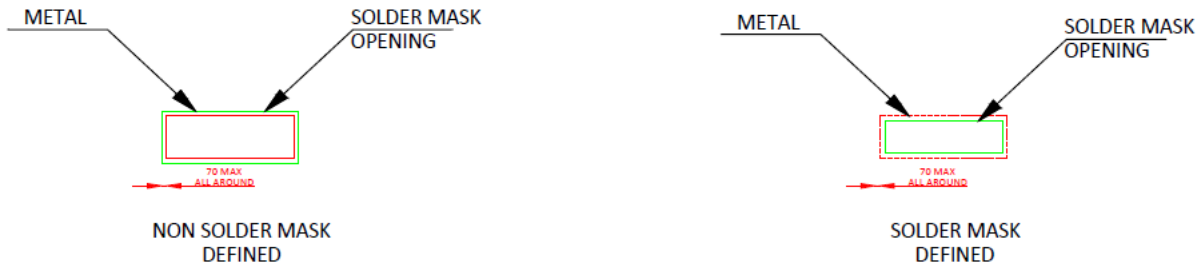 METAL
SOLDER MASK
OPENING
70 MAX
ALL AROUND
NON SOLDER MASK
DEFINED
METAL
SOLDER MASK
OPENING
70 MAX
ALL AROUND
SOLDER MASK
DEFINED